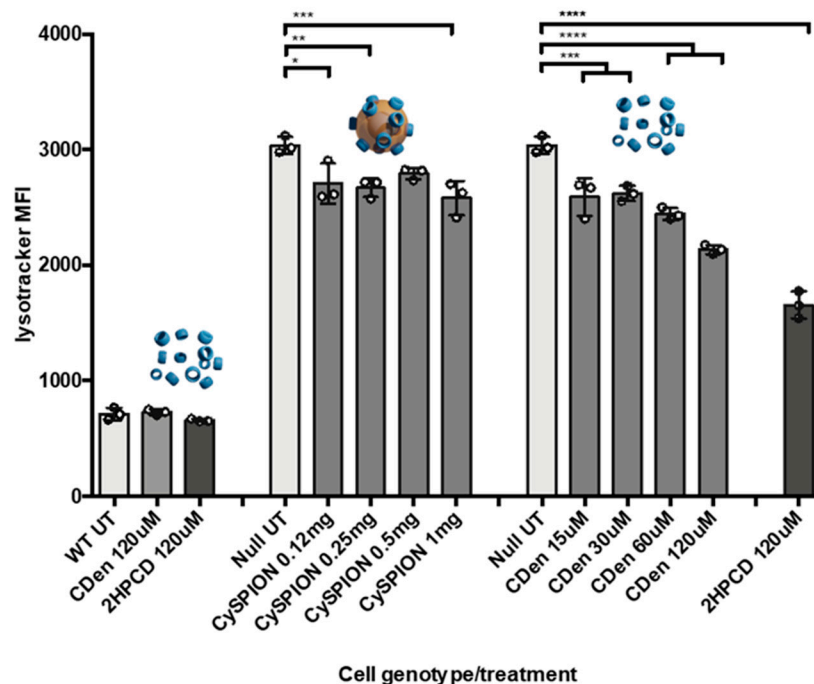 ***
**
*
****
****
***
lysotracker MFI
4000
3000
2000
1000
0
WT UT
CDen 120uM
2HPCD 120uM
Null UT
CySPION 0.12mg
CySPION 0.25mg
CySPION 0.5mg
CySPION 1mg
Null UT
CDen 15uM
CDen 30uM
CDen 60uM
CDen 120uM
2HPCD 120uM
Cell genotype/treatment